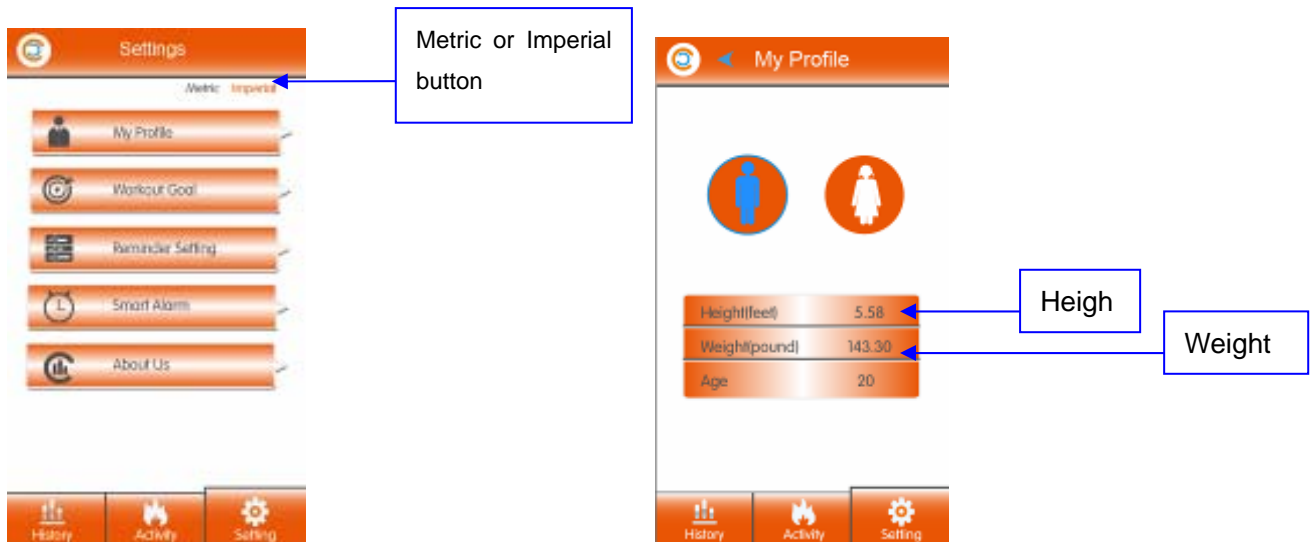 Settings
Metric Imperial
My Profile
Workout Goal
Reminder Setting
Smart Alarm
About Us
History Activity Setting
Metric or Imperial
button
My Profile
Height(feet) 5.58
Weight(pound) 143.30
Age 20
History Activity Setting
Heigh
Weight